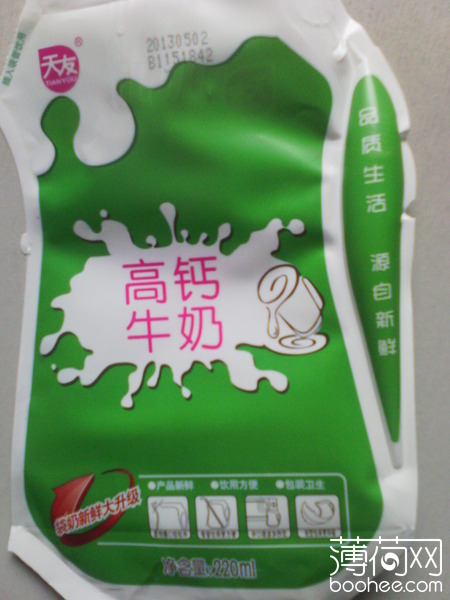 天友
TIANYOU
20130502
B1151842
品质生活 源自新鲜
高钙
牛奶
袋奶新鲜大升级
产品新鲜 饮用方便 包装卫生
净含量:220ml
薄荷网
boohee.com